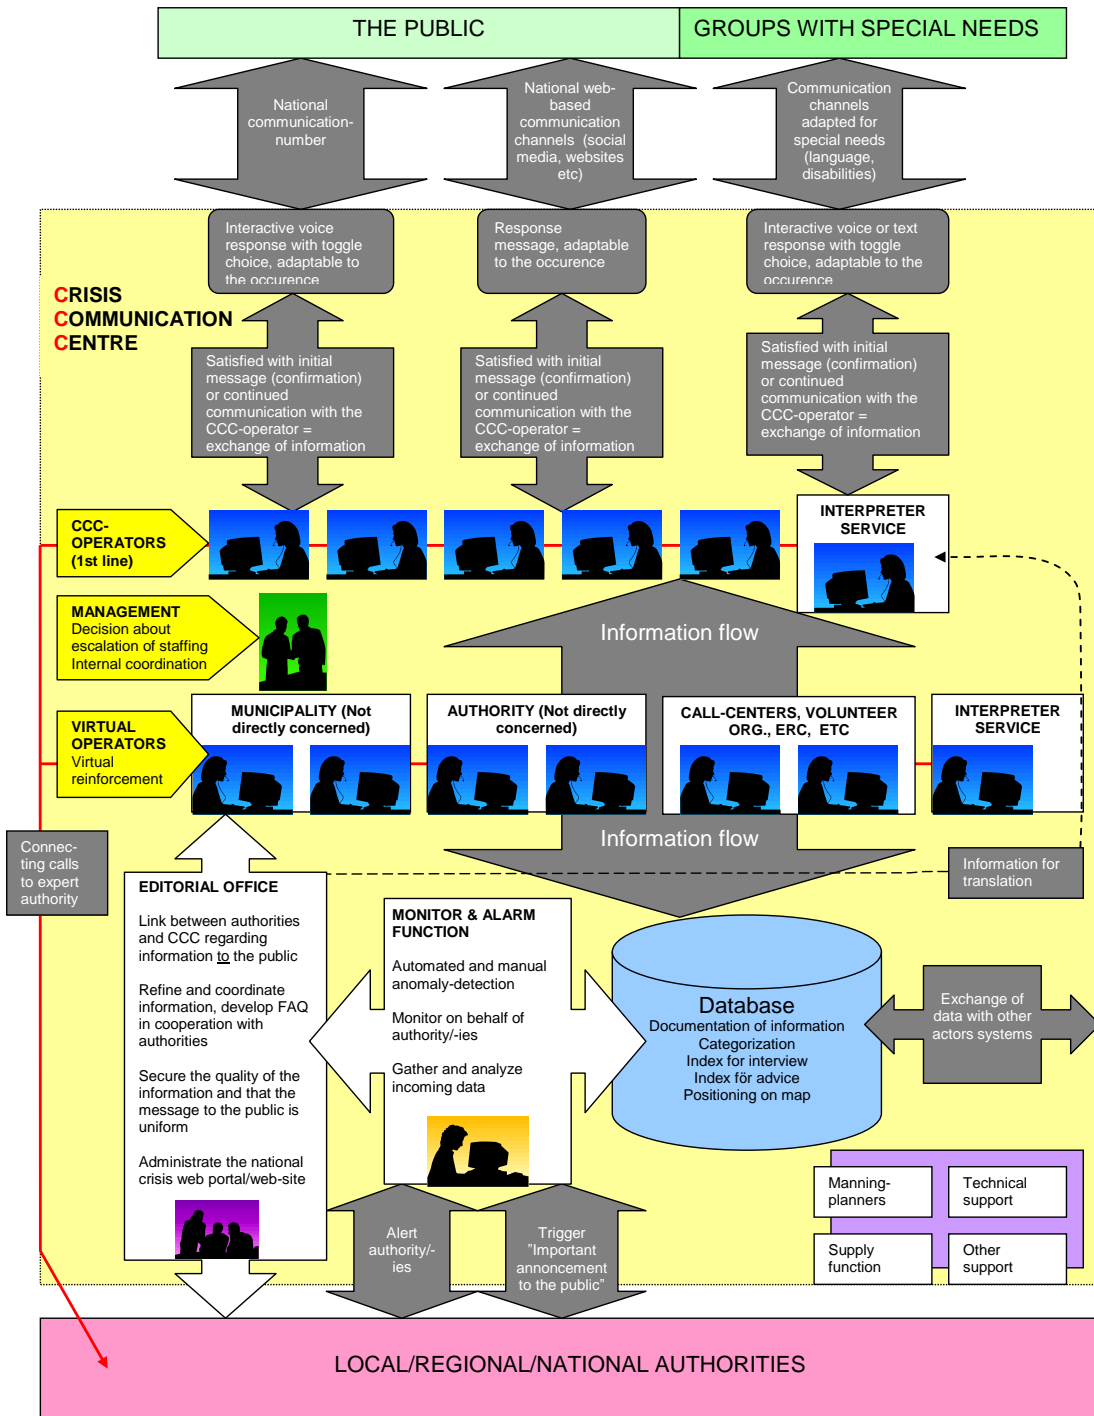 THE PUBLIC
GROUPS WITH SPECIAL NEEDS
National
communication-
number
National web-
based
communication
channels (social
media, websites
etc)
Communication
channels
adapted for
special needs
(language,
disabilities)
Interactive voice
response with toggle
choice, adaptable to
the occurence
Response
message, adaptable
to the occurence
Interactive voice or text
response with toggle
choice, adaptable to the
occurence
CRISIS
COMMUNICATION
CENTRE
Satisfied with initial
message (confirmation)
or continued
communication with the
CCC-operator =
exchange of information
Satisfied with initial
message (confirmation)
or continued
communication with the
CCC-operator =
exchange of information
Satisfied with initial
message (confirmation)
or continued
communication with the
CCC-operator =
exchange of information
CCC-
OPERATORS
(1st line)
INTERPRETER
SERVICE
MANAGEMENT
Decision about
escalation of staffing
Internal coordination
Information flow
VIRTUAL
OPERATORS
Virtual
reinforcement
MUNICIPALITY (Not
directly concerned)
AUTHORITY (Not directly
concerned)
CALL-CENTERS, VOLUNTEER
ORG., ERC, ETC
INTERPRETER
SERVICE
Information flow
Connec-
ting calls
to expert
authority
Information for
translation
EDITORIAL OFFICE
Link between authorities
and CCC regarding
information to the public
Refine and coordinate
information, develop FAQ
in cooperation with
authorities
Secure the quality of the
information and that the
message to the public is
uniform
Administrate the national
crisis web portal/web-site
MONITOR & ALARM
FUNCTION
Automated and manual
anomaly-detection
Monitor on behalf of
authority/-ies
Gather and analyze
incoming data
Database
Documentation of information
Categorization
Index for interview
Index för advice
Positioning on map
Exchange of
data with other
actors systems
Manning-
planners
Technical
support
Supply
function
Other
support
Alert
authority/-
ies
Trigger
"Important
annoncement
to the public"
LOCAL/REGIONAL/NATIONAL AUTHORITIES